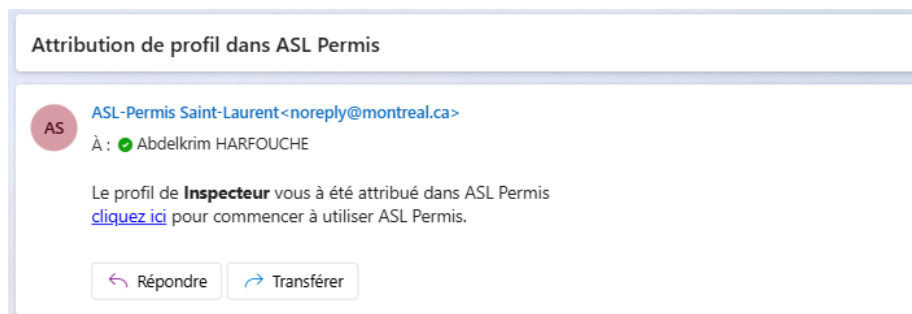 Attribution de profil dans ASL Permis
AS
ASL-Permis Saint-Laurent<noreply@montreal.ca>
À : Abdelkrim HARFOUCHE
Le profil de Inspecteur vous à été attribué dans ASL Permis
cliquez ici pour commencer à utiliser ASL Permis.
Répondre
Transférer